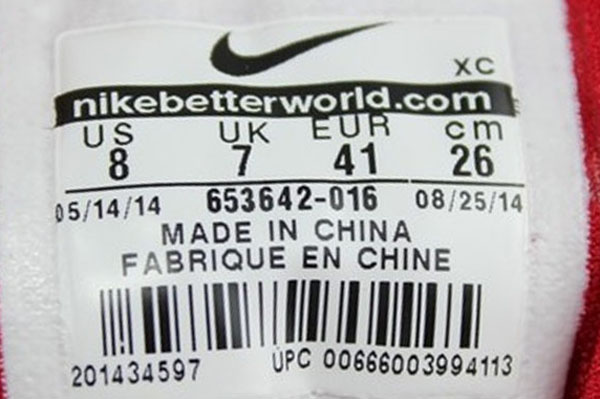 XC
nikebetterworld.com
US UK EUR cm
8 7 41 26
05/14/14 653642-016 08/25/14
MADE IN CHINA
FABRIQUE EN CHINE
201434597 UPC 00666003994113